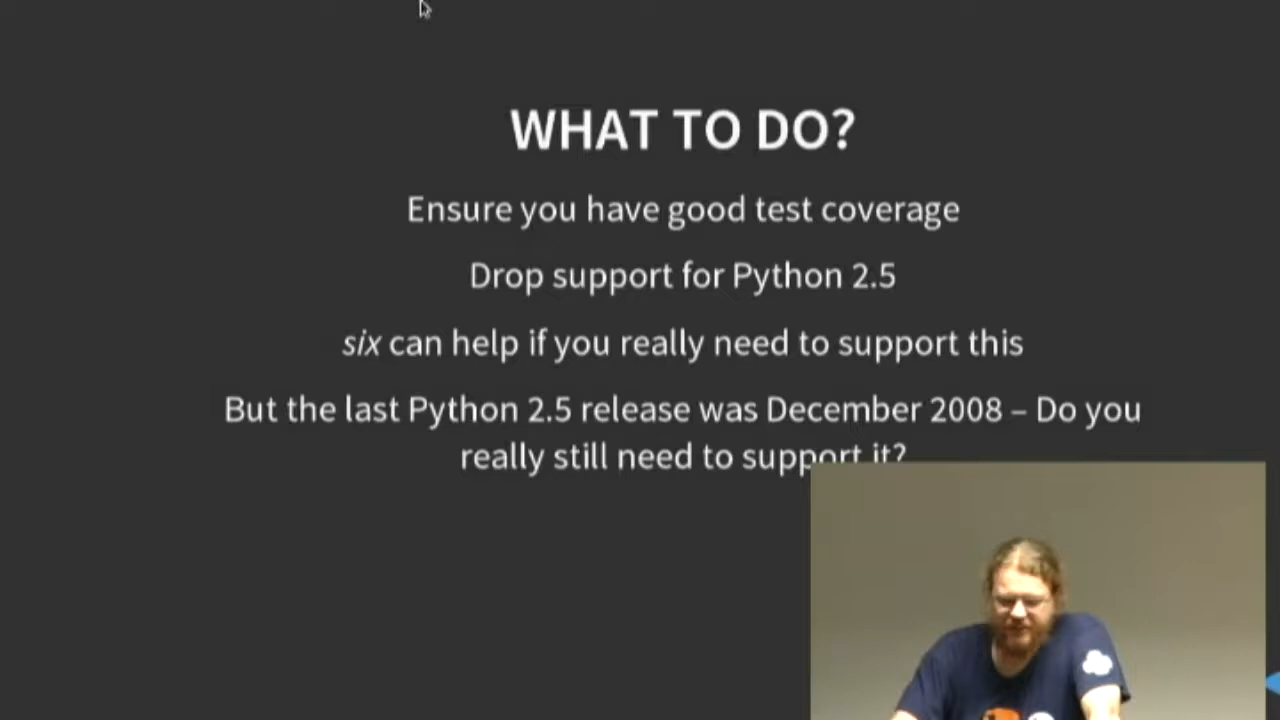 WHAT TO DO?
Ensure you have good test coverage
Drop support for Python 2.5
six can help if you really need to support this
But the last Python 2.5 release was December 2008 – Do you
really still need to support it?